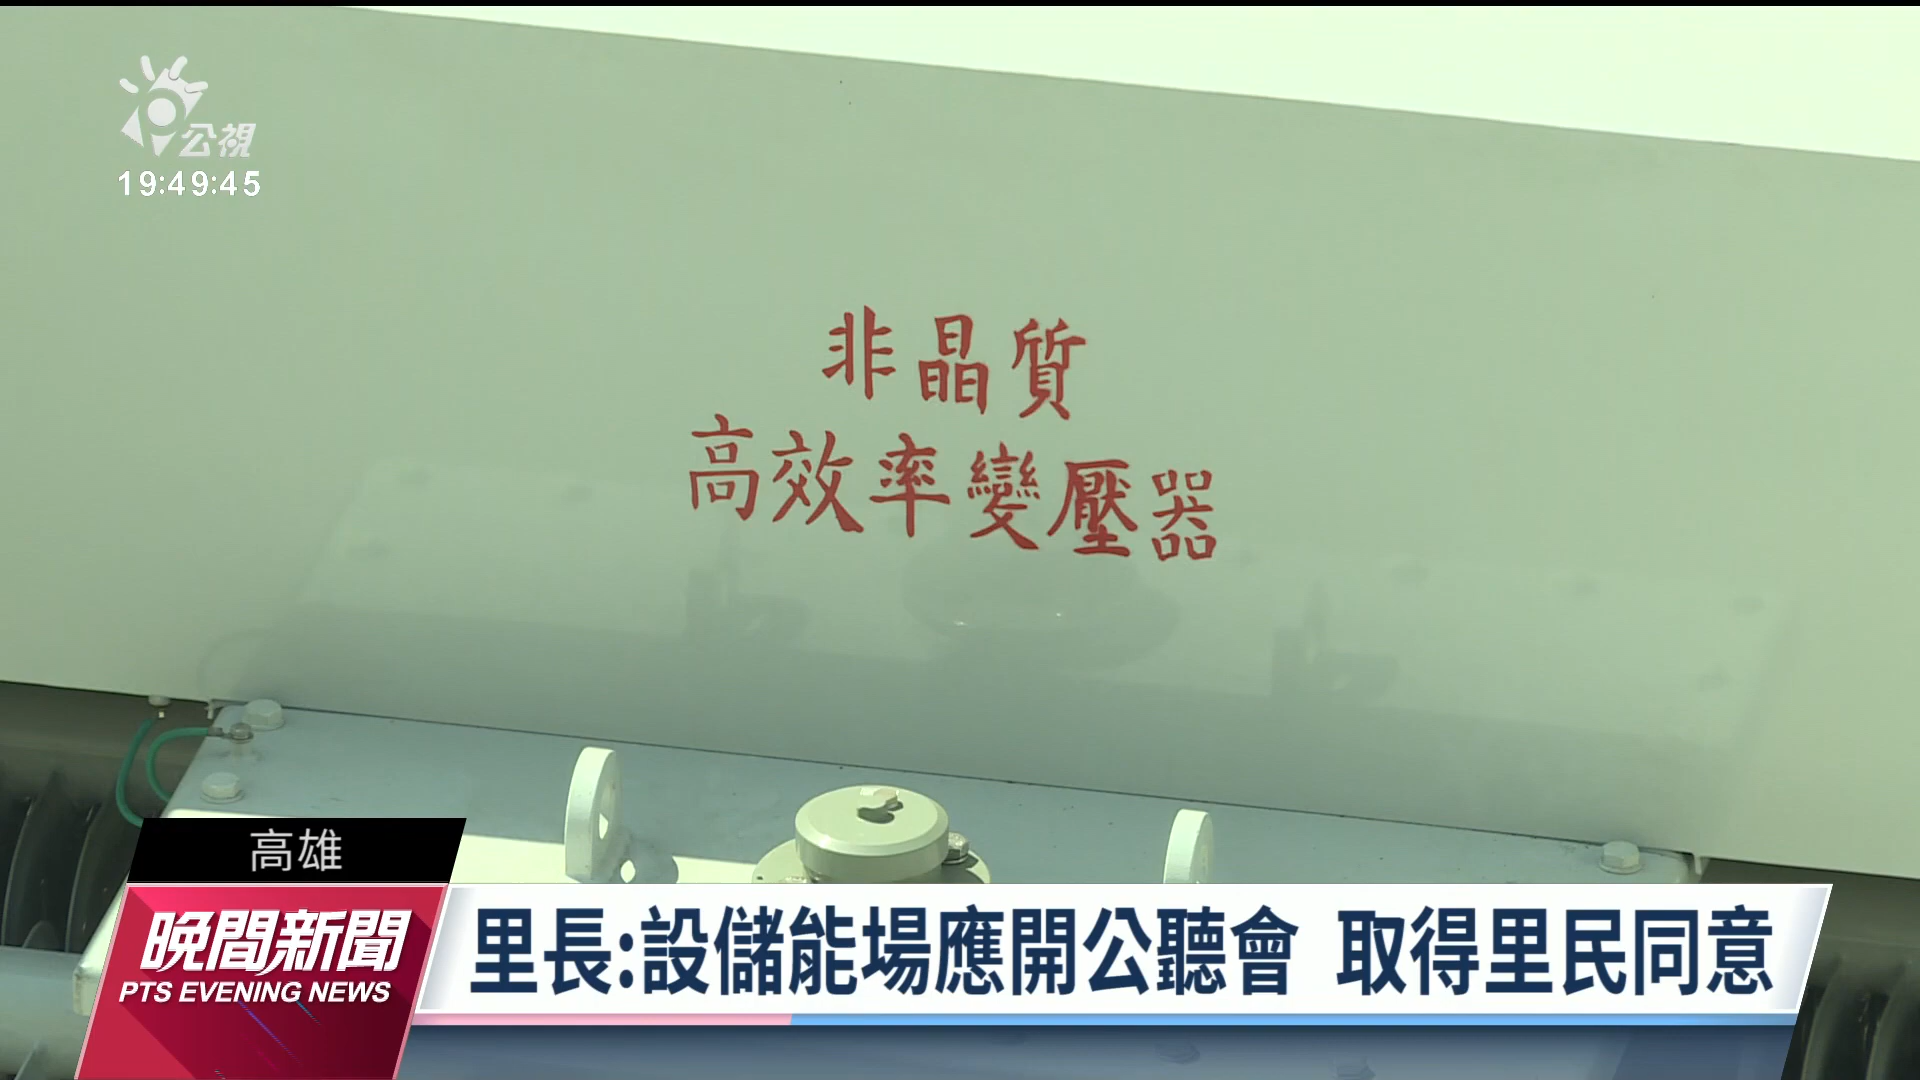 公視
19:49:45
非晶質
高效率變壓器
高雄
晚間新聞
PTS EVENING NEWS
里長:設儲能場應開公聽會 取得里民同意